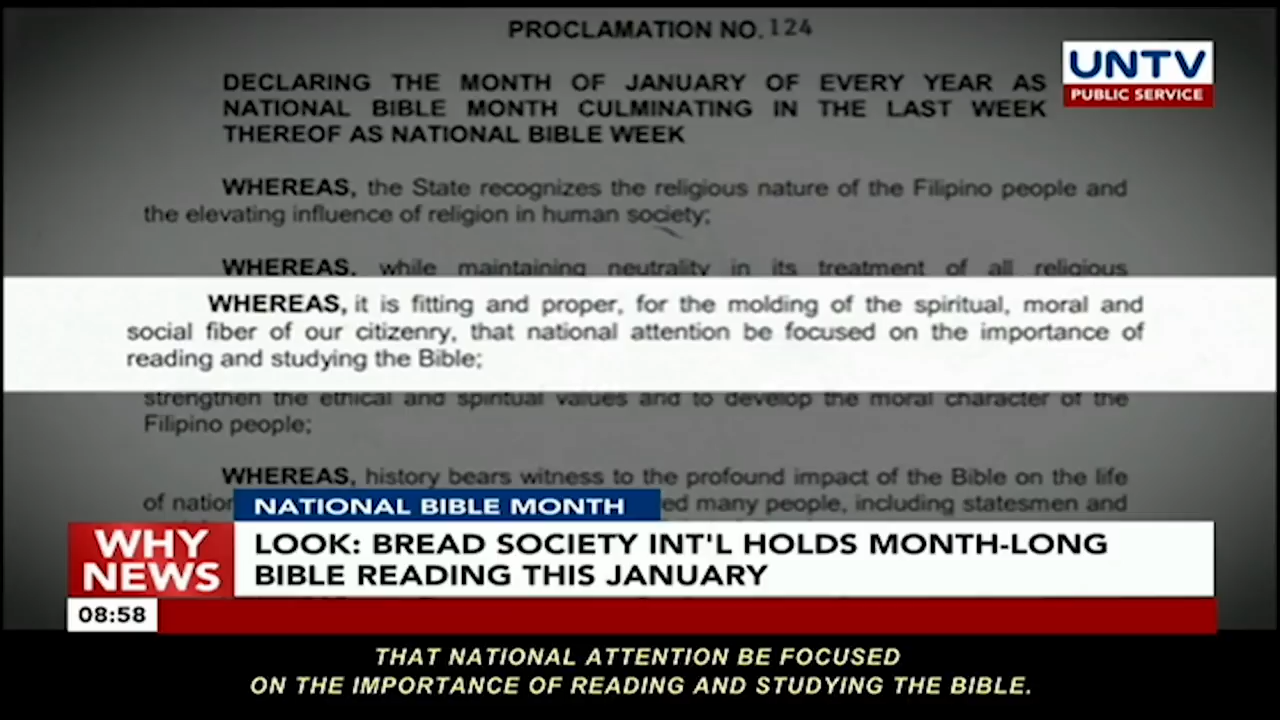 PROCLAMATION NO. 124
UNTV
PUBLIC SERVICE
DECLARING THE MONTH OF JANUARY OF EVERY YEAR AS
NATIONAL BIBLE MONTH CULMINATING IN THE LAST WEEK
THEREOF AS NATIONAL BIBLE WEEK
WHEREAS, the State recognizes the religious nature of the Filipino people and
the elevating influence of religion in human society;
WHEREAS, while maintaining neutrality in its treatment of all religious
WHEREAS, it is fitting and proper, for the molding of the spiritual, moral and
social fiber of our citizenry, that national attention be focused on the importance of
reading and studying the Bible;
strengthen the ethical and spiritual values and to develop the moral character of the
Filipino people;
WHEREAS, history bears witness to the profound impact of the Bible on the life
of many people, including statesmen and
NATIONAL BIBLE MONTH
WHY
NEWS
LOOK: BREAD SOCIETY INT'L HOLDS MONTH-LONG
BIBLE READING THIS JANUARY
08:58
THAT NATIONAL ATTENTION BE FOCUSED
ON THE IMPORTANCE OF READING AND STUDYING THE BIBLE.